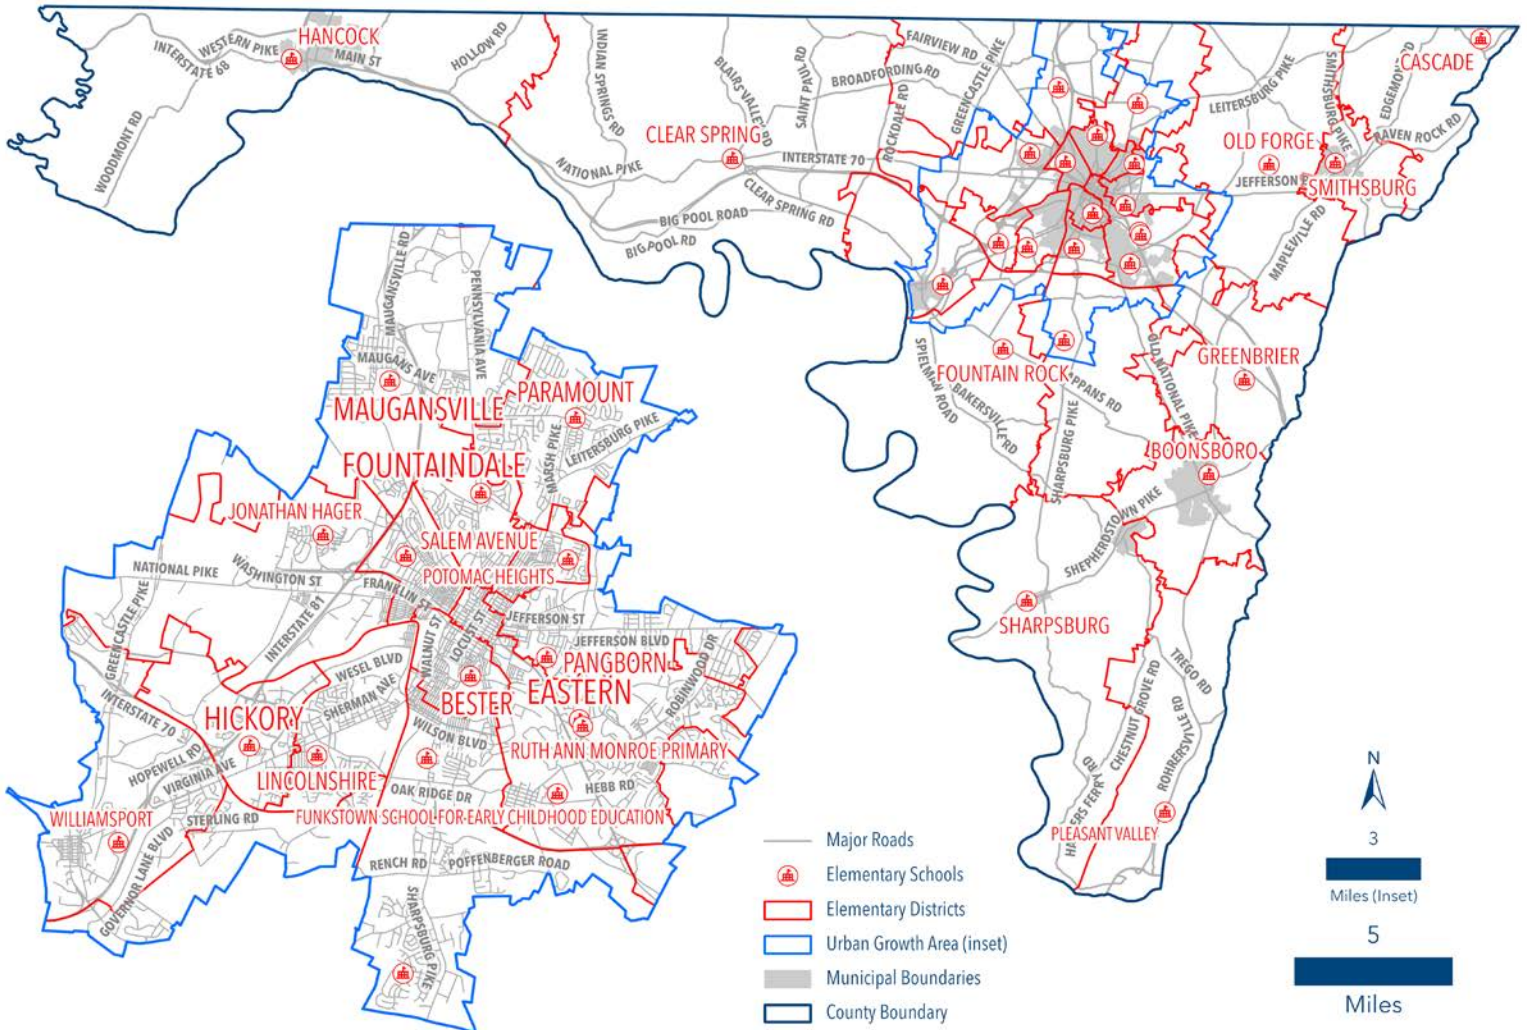 HANCOCK
WESTERN PIKE
INTERSTATE 68
MAIN ST
HOLLOW RD
WOODMONT RD
INDIAN SPRINGS RD
BLAIRS VALLEY RD
SAINT PAUL RD
FAIRVIEW RD
BROADFORDING RD
ROCKDALE RD
GREENCASTLE PIKE
CLEAR SPRING
NATIONAL PIKE
INTERSTATE 70
CLEAR SPRING RD
BIG POOL ROAD
BIG POOL RD
LEITERSBURG PIKE
SMITHSBURG PIKE
EDGEMONT RD
CASCADE
RAVEN ROCK RD
OLD FORGE
JEFFERSON
SMITHSBURG
MAPLEVILLE RD
SPIELMAN ROAD
FOUNTAIN ROCK
BAKERSVILLE RD
APPANS RD
SHARPSBURG PIKE
OLD NATIONAL PIKE
GREENBRIER
BOONSBORO
SHEPHERDSTOWN PIKE
SHARPSBURG
CHESTNUT GROVE RD
TREGO RD
ROHRERSVILLE RD
ERS FERRY RD
PLEASANT VALLEY
MAUGANSVILLE RD
PENNSYLVANIA AVE
MAUGANS AVE
MAUGANSVILLE
PARAMOUNT
MARSH PIKE
LEITERSBURG PIKE
FOUNTAINDALE
JONATHAN HAGER
SALEM AVENUE
POTOMAC HEIGHTS
NATIONAL PIKE
WASHINGTON ST
FRANKLIN ST
GREENCASTLE PIKE
INTERSTATE 81
WALNUT ST
LOCUST ST
JEFFERSON ST
JEFFERSON BLVD
PANGBORN
ROBINWOOD DR
WESEL BLVD
SHERMAN AVE
BESTER
EASTERN
INTERSTATE 70
HICKORY
WILSON BLVD
RUTH ANN MONROE PRIMARY
HOPEWELL RD
VIRGINIA AVE
LINCOLNSHIRE
OAK RIDGE DR
HEBB RD
WILLIAMSPORT
STERLING RD
FUNKSTOWN SCHOOL FOR EARLY CHILDHOOD EDUCATION
GOVERNOR LANE BLVD
RENCH RD
POFFENBERGER ROAD
SHARPSBURG PIKE
Major Roads
Elementary Schools
Elementary Districts
Urban Growth Area (inset)
Municipal Boundaries
County Boundary
N
3
Miles (Inset)
5
Miles